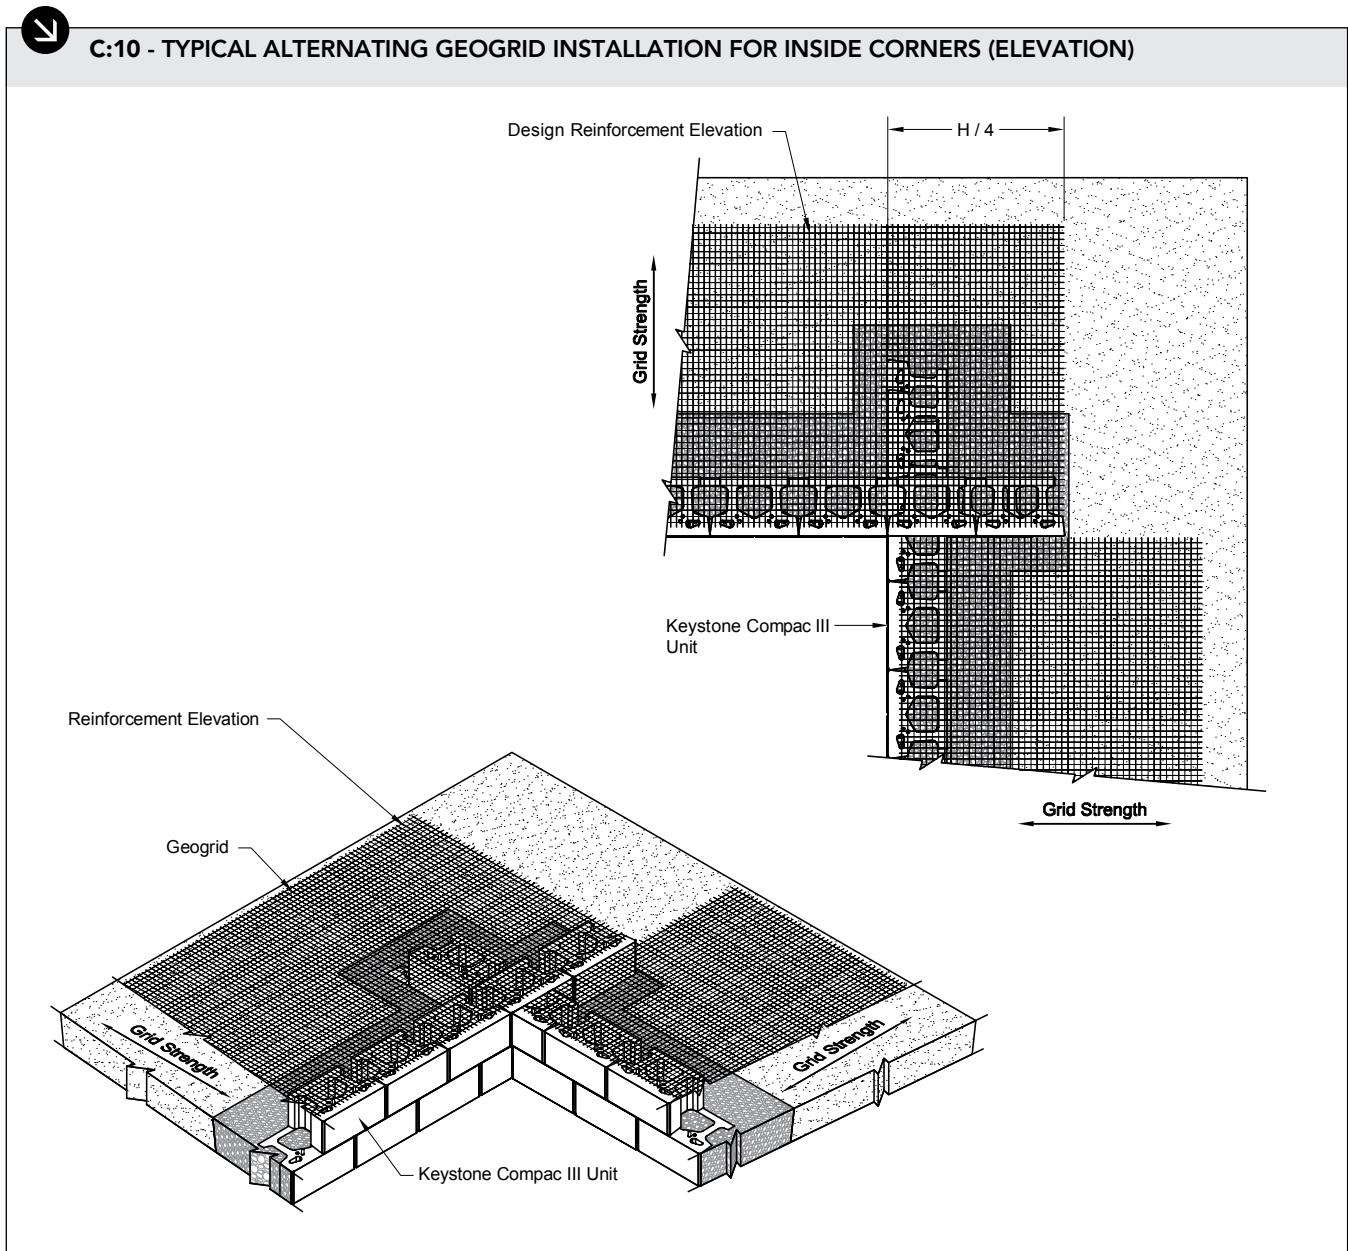 C:10 - TYPICAL ALTERNATING GEOGRID INSTALLATION FOR INSIDE CORNERS (ELEVATION)
Design Reinforcement Elevation
H / 4
Grid Strength
Keystone Compac III
Unit
Grid Strength
Reinforcement Elevation
Geogrid
Grid Strength
Grid Strength
Keystone Compac III Unit